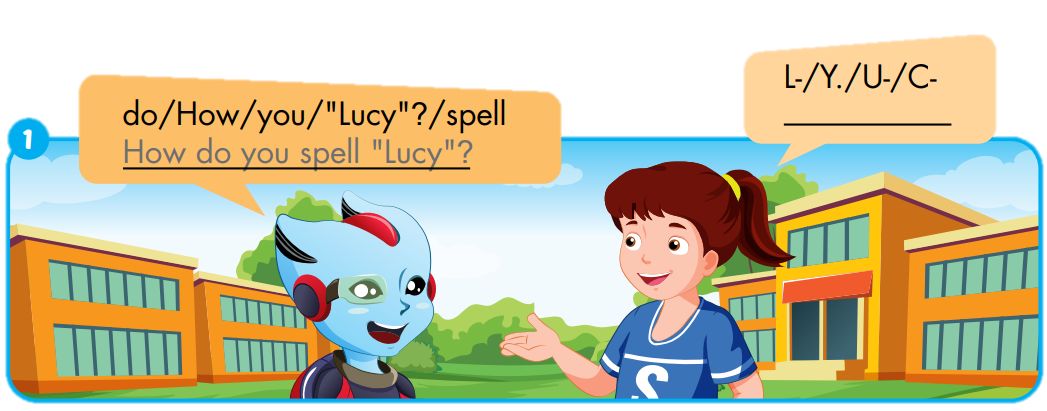 1
do/How/you/"Lucy"?/spell
How do you spell "Lucy"?
L-/Y./U-/C-
S